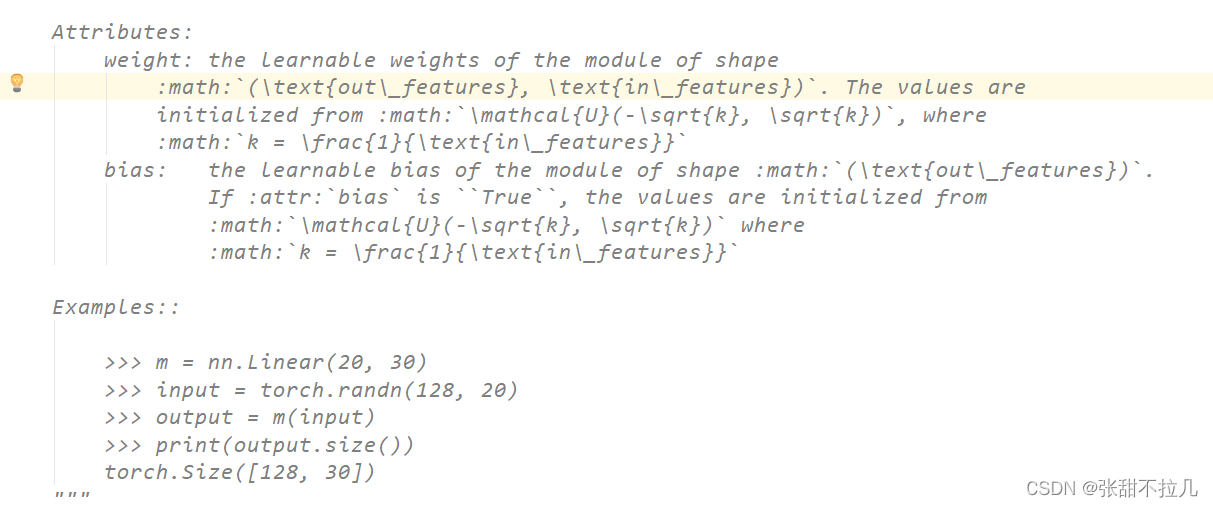 Attributes:
weight: the learnable weights of the module of shape
:math:`(\text{out\_features}, \text{in\_features})`. The values are
initialized from :math:`\mathcal{U}(-\sqrt{k}, \sqrt{k})`, where
:math:`k = \frac{1}{\text{in\_features}}`
bias:   the learnable bias of the module of shape :math:`(\text{out\_features})`.
If :attr:`bias` is ``True``, the values are initialized from
:math:`\mathcal{U}(-\sqrt{k}, \sqrt{k})` where
:math:`k = \frac{1}{\text{in\_features}}`
Examples::
>>> m = nn.Linear(20, 30)
>>> input = torch.randn(128, 20)
>>> output = m(input)
>>> print(output.size())
torch.Size([128, 30])
"""
CSDN @张甜不拉几